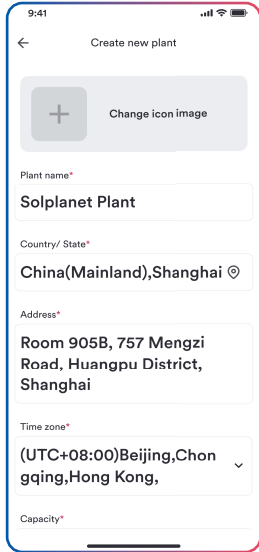 9:41
Create new plant
Change icon image
Plant name*
Solplanet Plant
Country/ State*
China(Mainland),Shanghai
Address*
Room 905B, 757 Mengzi
Road, Huangpu District,
Shanghai
Time zone*
(UTC+08:00)Beijing,Chon
gqing,Hong Kong,
Capacity*